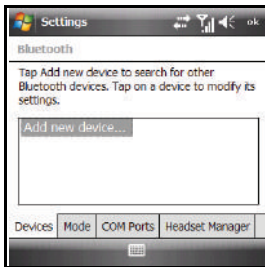 Settings
ok
Bluetooth
Tap Add new device to search for other
Bluetooth devices. Tap on a device to modify its
settings.
Add new device...
Devices
Mode
COM Ports
Headset Manager